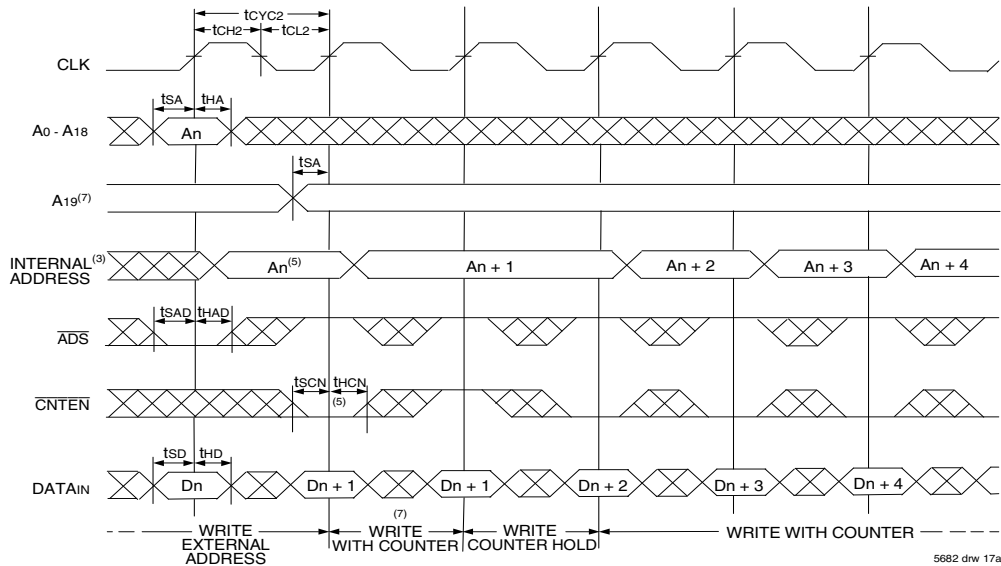 tCYC2
tCH2 tCL2
CLK
tSA tHA
A0 - A18 An
tSA
A19(7)
INTERNAL(3) ADDRESS An(5) An + 1 An + 2 An + 3 An + 4
tSAD tHAD
ADS
tSCN tHCN
CNTEN (5)
tSD tHD
DATAIN Dn Dn + 1 Dn + 1 Dn + 2 Dn + 3 Dn + 4
(7)
WRITE EXTERNAL ADDRESS WRITE WITH COUNTER WRITE COUNTER HOLD WRITE WITH COUNTER
5682 drw 17a